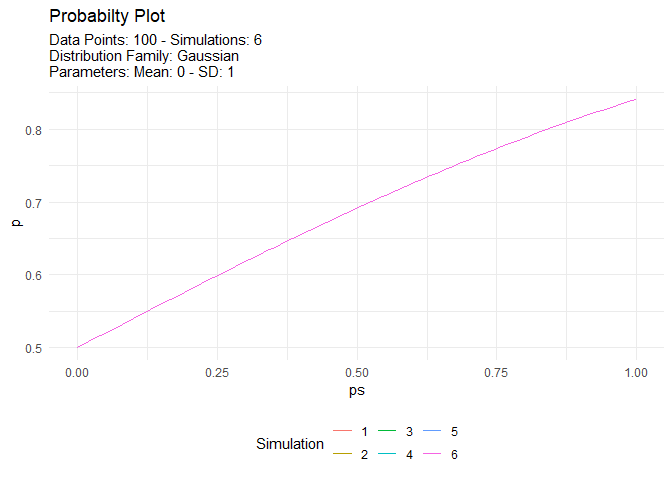 Probabilty Plot
Data Points: 100 - Simulations: 6
Distribution Family: Gaussian
Parameters: Mean: 0 - SD: 1
0.8
0.7
0.6
0.5
p
0.00 0.25 0.50 0.75 1.00
ps
Simulation
1 3 5
2 4 6